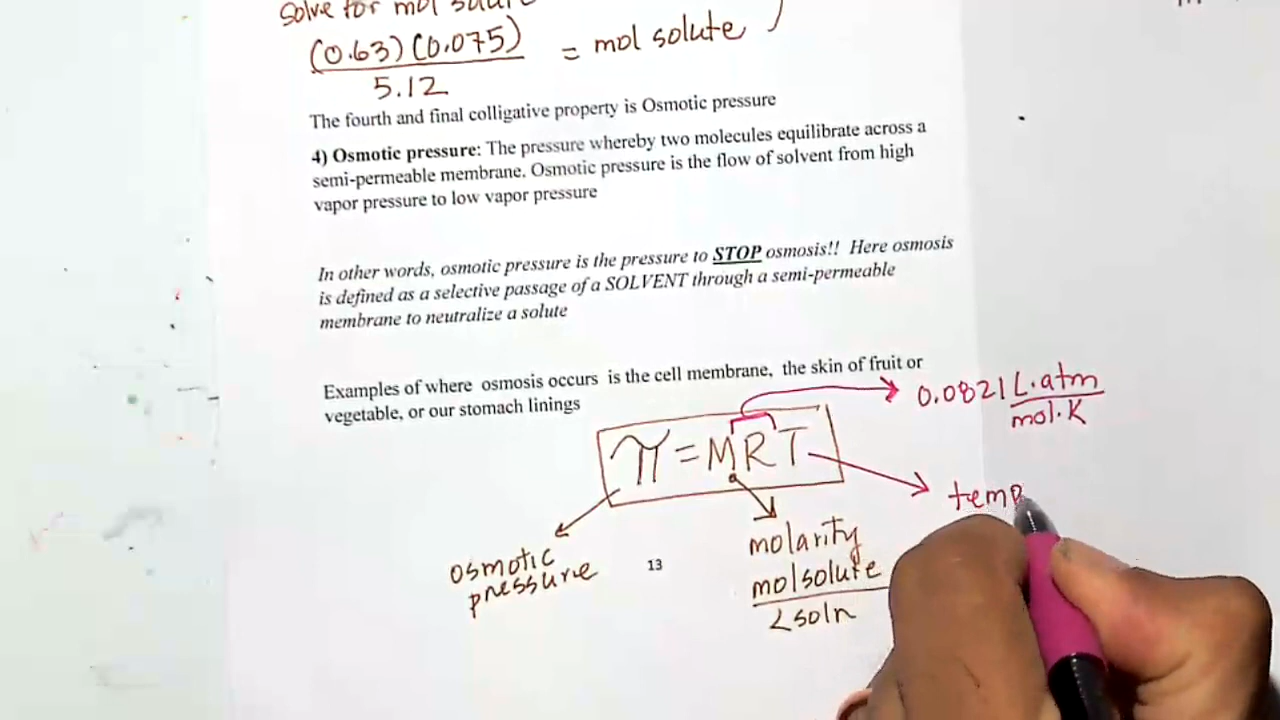 solve for mol
(0.63)(0.075) = mol solute
5.12
The fourth and final colligative property is Osmotic pressure
4) Osmotic pressure: The pressure whereby two molecules equilibrate across a
semi-permeable membrane. Osmotic pressure is the flow of solvent from high
vapor pressure to low vapor pressure
In other words, osmotic pressure is the pressure to STOP osmosis!! Here osmosis
is defined as a selective passage of a SOLVENT through a semi-permeable
membrane to neutralize a solute
Examples of where osmosis occurs is the cell membrane, the skin of fruit or
vegetable, or our stomach linings
0.0821 L·atm
mol·K
π = MRT
temp
osmotic
pressure
molarity
mol solute
L soln
13